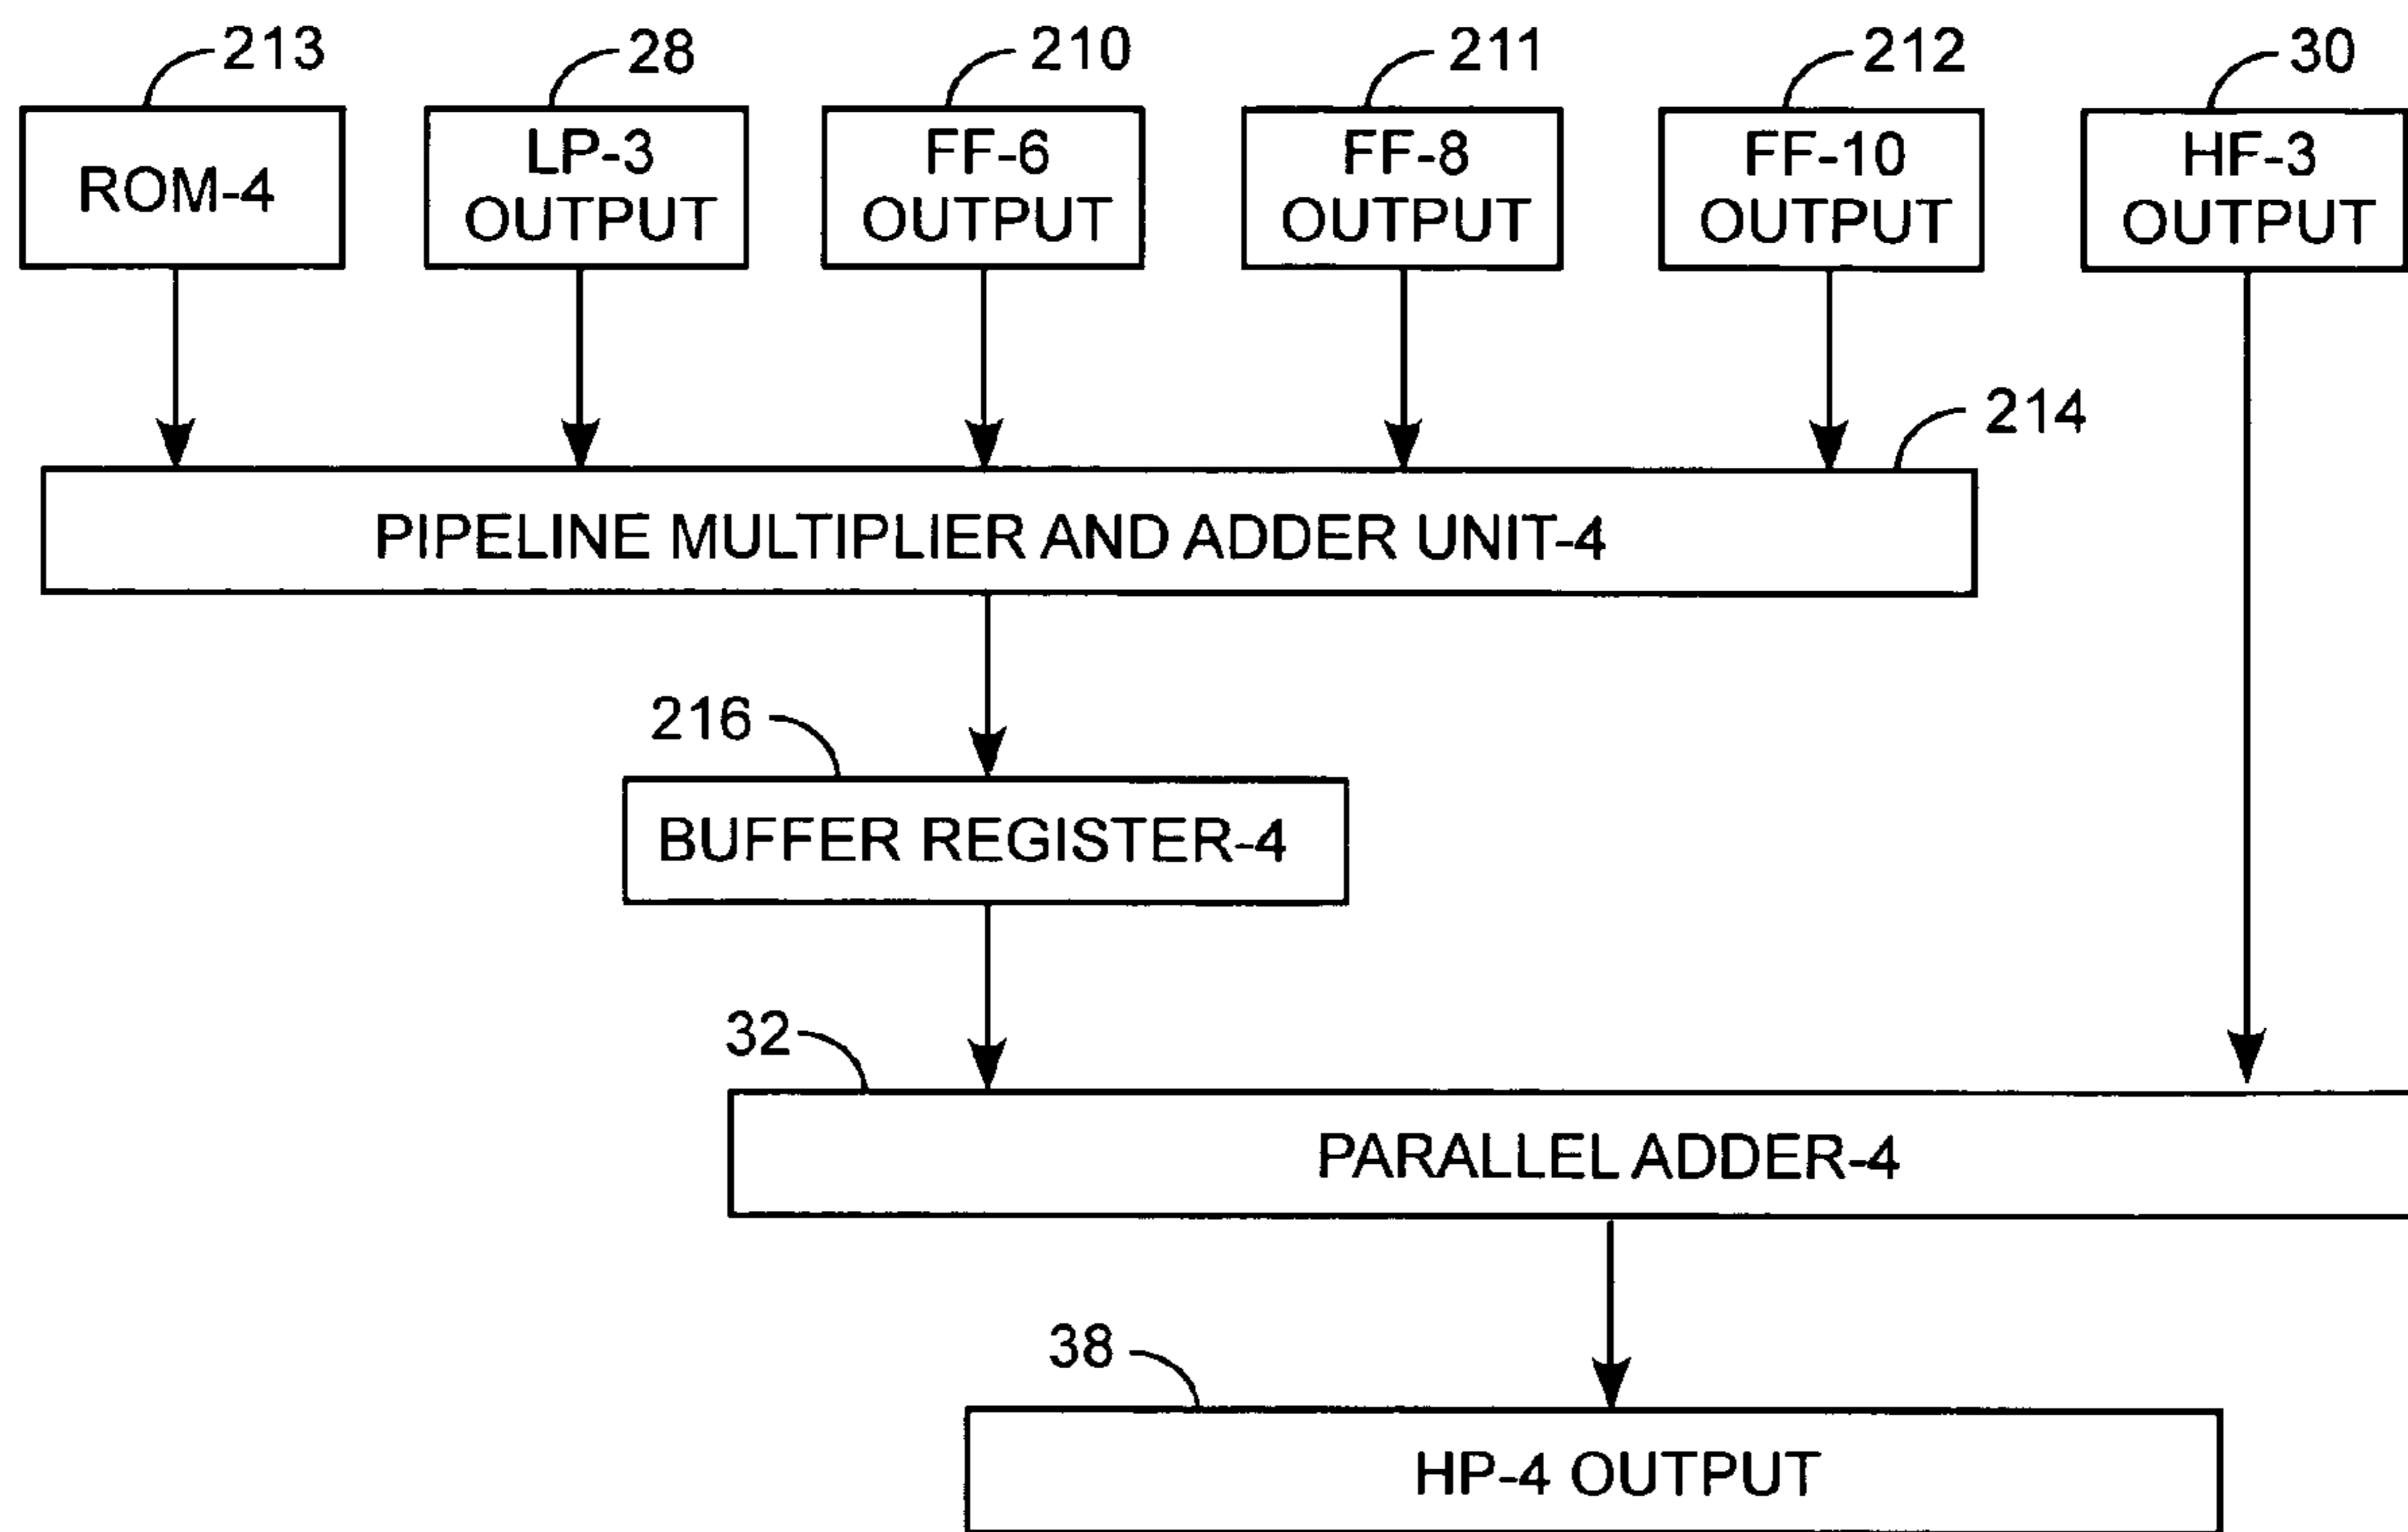 213
28
210
211
212
30
ROM-4
LP-3
OUTPUT
FF-6
OUTPUT
FF-8
OUTPUT
FF-10
OUTPUT
HF-3
OUTPUT
214
PIPELINE MULTIPLIER AND ADDER UNIT-4
216
BUFFER REGISTER-4
32
PARALLEL ADDER-4
38
HP-4 OUTPUT